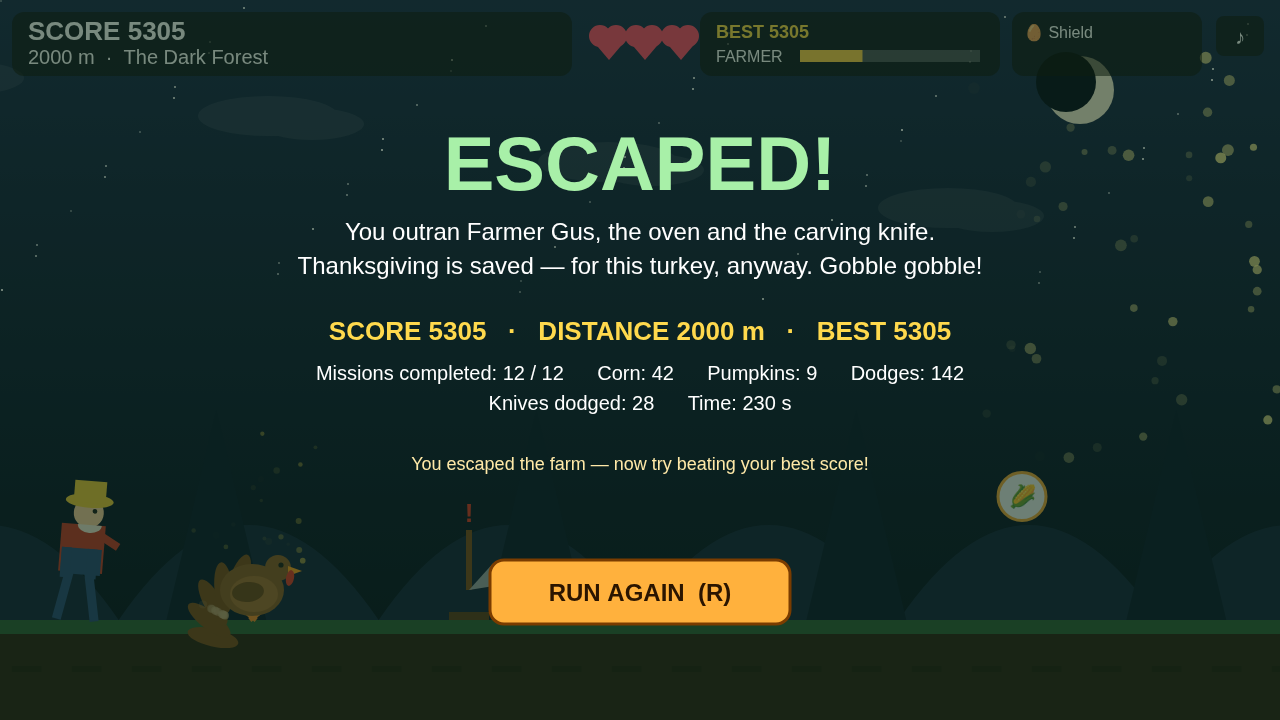 SCORE 5305
2000 m · The Dark Forest
BEST 5305
FARMER
Shield
♪
ESCAPED!
You outran Farmer Gus, the oven and the carving knife.
Thanksgiving is saved — for this turkey, anyway. Gobble gobble!
SCORE 5305 · DISTANCE 2000 m · BEST 5305
Missions completed: 12 / 12 Corn: 42 Pumpkins: 9 Dodges: 142
Knives dodged: 28 Time: 230 s
You escaped the farm — now try beating your best score!
!
RUN AGAIN (R)